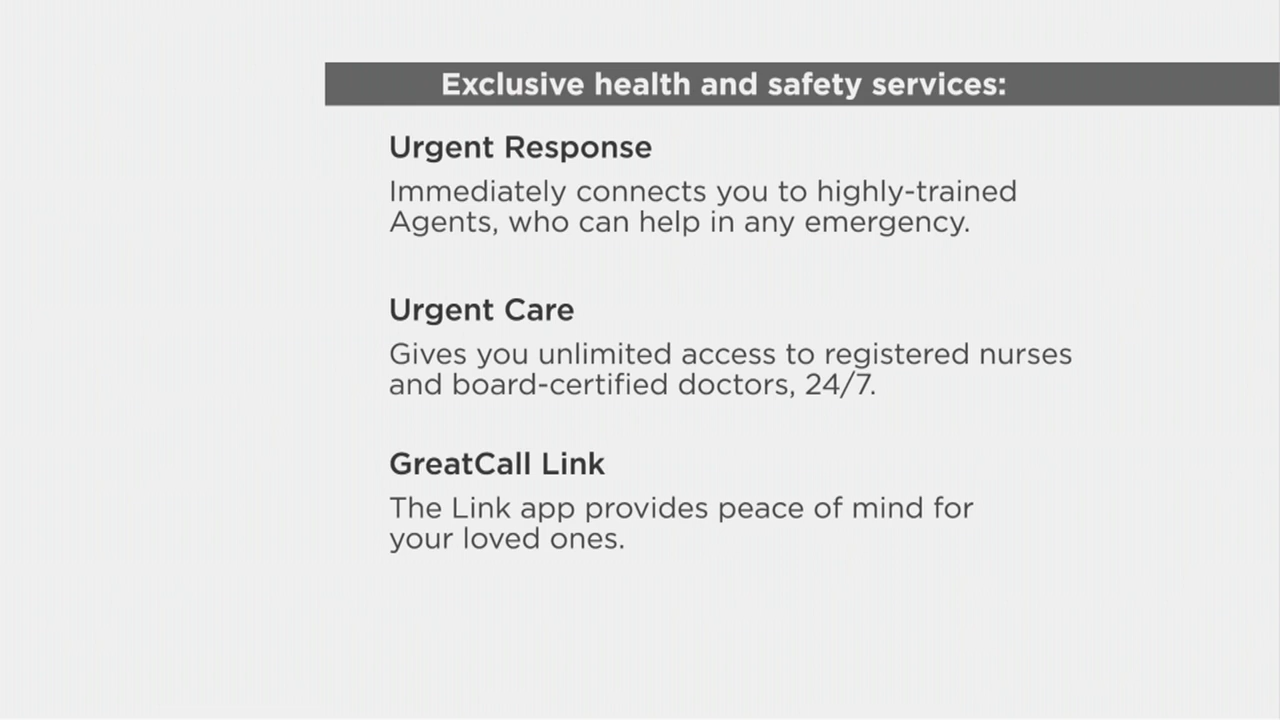 Exclusive health and safety services:
Urgent Response
Immediately connects you to highly-trained
Agents, who can help in any emergency.
Urgent Care
Gives you unlimited access to registered nurses
and board-certified doctors, 24/7.
GreatCall Link
The Link app provides peace of mind for
your loved ones.